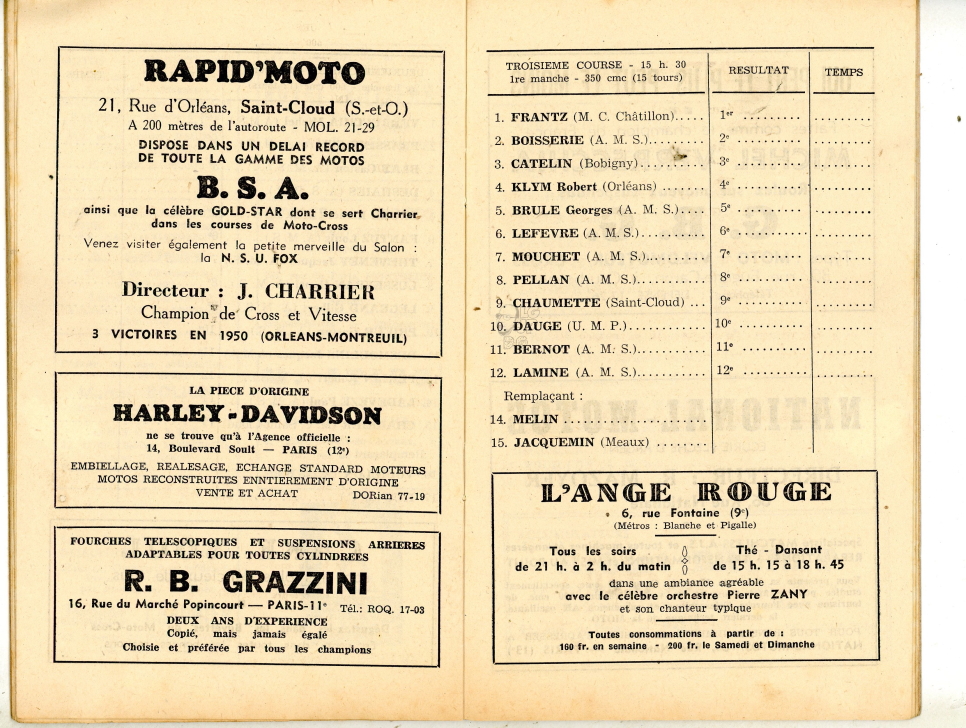 RAPID'MOTO
21, Rue d'Orléans, Saint-Cloud (S.-et-O.)
A 200 mètres de l'autoroute - MOL. 21-29
DISPOSE DANS UN DELAI RECORD
DE TOUTE LA GAMME DES MOTOS
B. S. A.
ainsi que la célèbre GOLD-STAR dont se sert Charrier
dans les courses de Moto-Cross
Venez visiter également la petite merveille du Salon :
la N. S. U. FOX
Directeur : J. CHARRIER
Champion de Cross et Vitesse
3 VICTOIRES EN 1950 (ORLEANS-MONTREUIL)
LA PIECE D'ORIGINE
HARLEY-DAVIDSON
ne se trouve qu'à l'Agence officielle :
14, Boulevard Soult — PARIS (12e)
EMBIELLAGE, REALESAGE, ECHANGE STANDARD MOTEURS
MOTOS RECONSTRUITES ENNTIEREMENT D'ORIGINE
VENTE ET ACHAT DORian 77-19
FOURCHES TELESCOPIQUES ET SUSPENSIONS ARRIERES
ADAPTABLES POUR TOUTES CYLINDREES
R. B. GRAZZINI
16, Rue du Marché Popincourt — PARIS-11e Tél.: ROQ. 17-03
DEUX ANS D'EXPERIENCE
Copié, mais jamais égalé
Choisie et préférée par tous les champions
TROISIEME COURSE - 15 h. 30
1re manche - 350 cmc (15 tours)
RESULTAT
TEMPS
1. FRANTZ (M. C. Châtillon)..... 1er ......... .........
2. BOISSERIE (A. M. S.)......... 2e ......... .........
3. CATELIN (Bobigny)........... 3e ......... .........
4. KLYM Robert (Orléans) ....... 4e ......... .........
5. BRULE Georges (A. M. S.).... 5e ......... .........
6. LEFEVRE (A. M. S.)........... 6e ......... .........
7. MOUCHET (A. M. S.).......... 7e ......... .........
8. PELLAN (A. M. S.)............ 8e ......... .........
9. CHAUMETTE (Saint-Cloud) ... 9e ......... .........
10. DAUGE (U. M. P.)............ 10e ......... .........
11. BERNOT (A. M. S.)........... 11e ......... .........
12. LAMINE (A. M. S.)........... 12e ......... .........
Remplaçant :
14. MELIN ......................
15. JACQUEMIN (Meaux) ........
L'ANGE ROUGE
6, rue Fontaine (9e)
(Métros : Blanche et Pigalle)
Tous les soirs
de 21 h. à 2 h. du matin
Thé - Dansant
de 15 h. 15 à 18 h. 45
dans une ambiance agréable
avec le célèbre orchestre Pierre ZANY
et son chanteur typique
Toutes consommations à partir de :
160 fr. en semaine - 200 fr. le Samedi et Dimanche